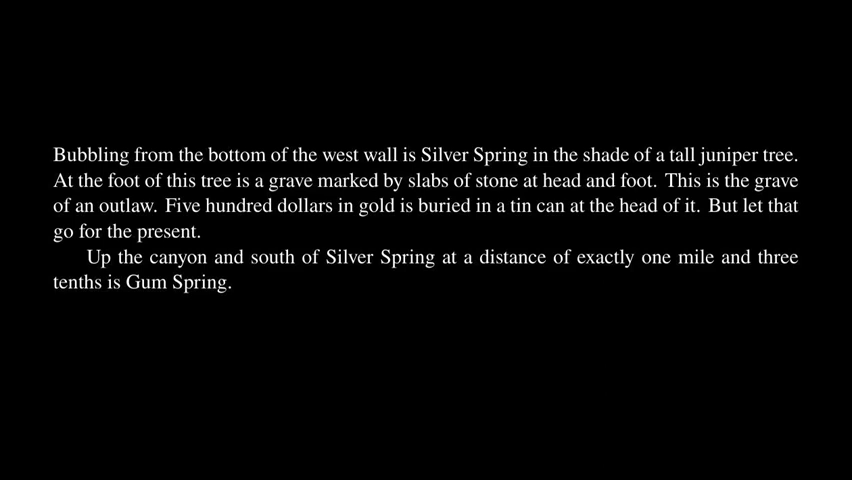 Bubbling from the bottom of the west wall is Silver Spring in the shade of a tall juniper tree.
At the foot of this tree is a grave marked by slabs of stone at head and foot. This is the grave
of an outlaw. Five hundred dollars in gold is buried in a tin can at the head of it. But let that
go for the present.
Up the canyon and south of Silver Spring at a distance of exactly one mile and three
tenths is Gum Spring.